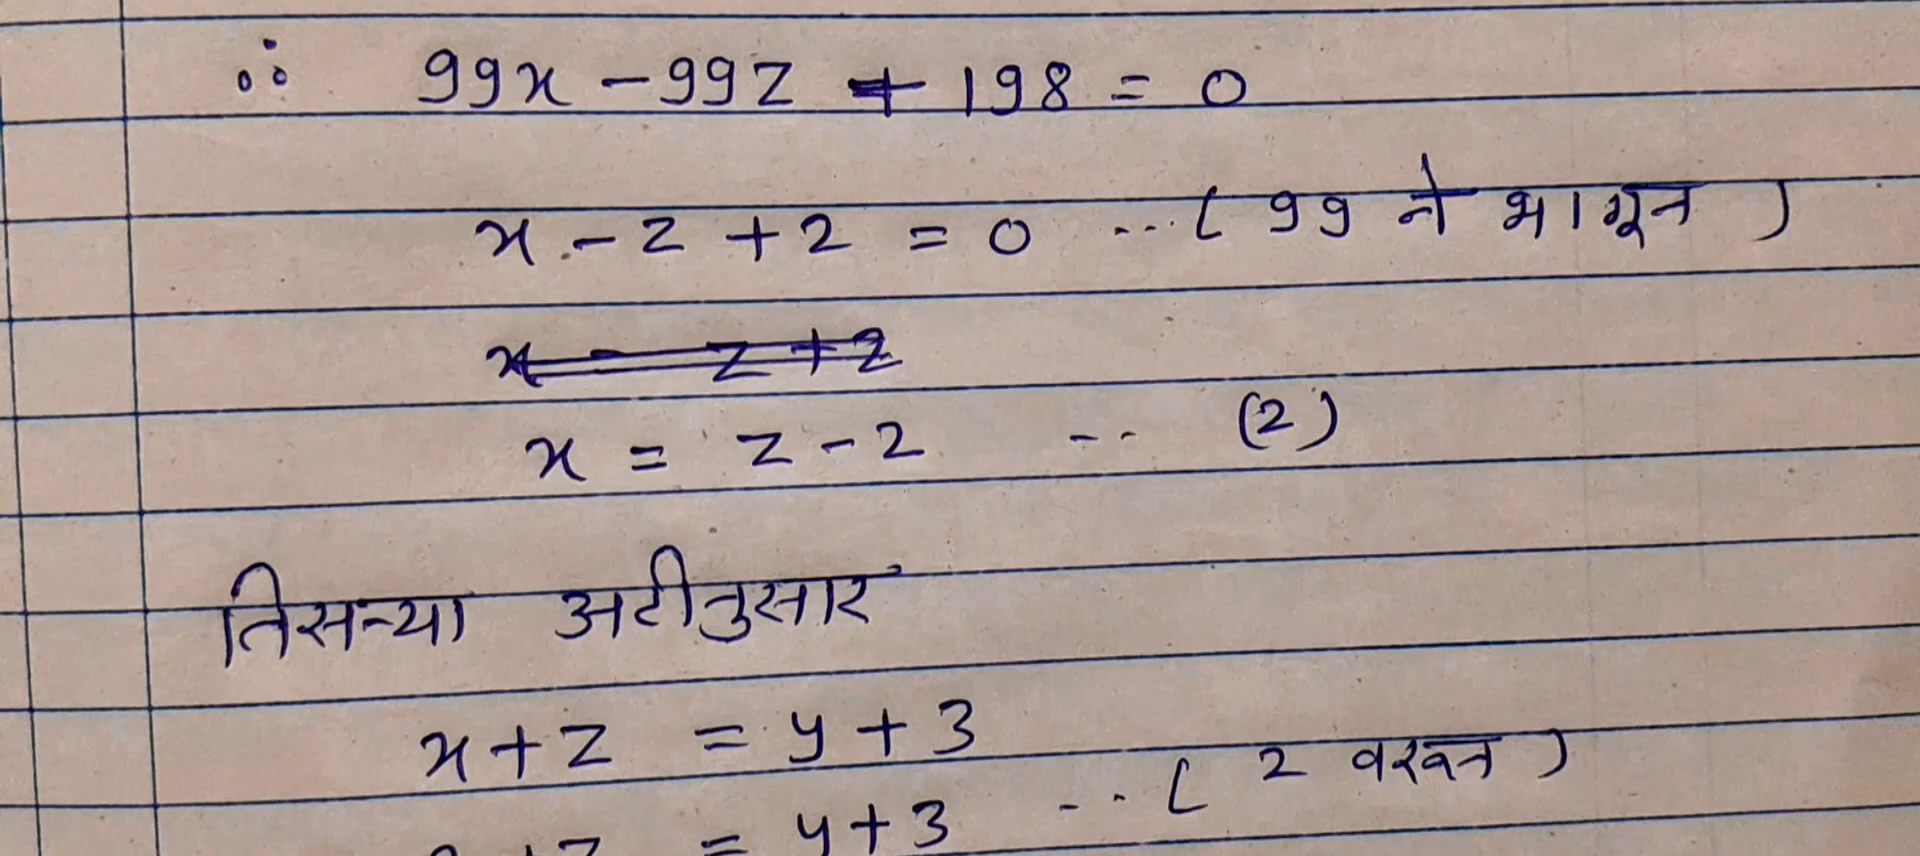 ∴ 99x - 99z + 198 = 0
x - z + 2 = 0 ... ( 99 ने भागून )
x - z + 2
x = z - 2 -- (2)
तिसऱ्या अटीनुसार
x + z = y + 3
+ z = y + 3 ... ( 2 वरून )